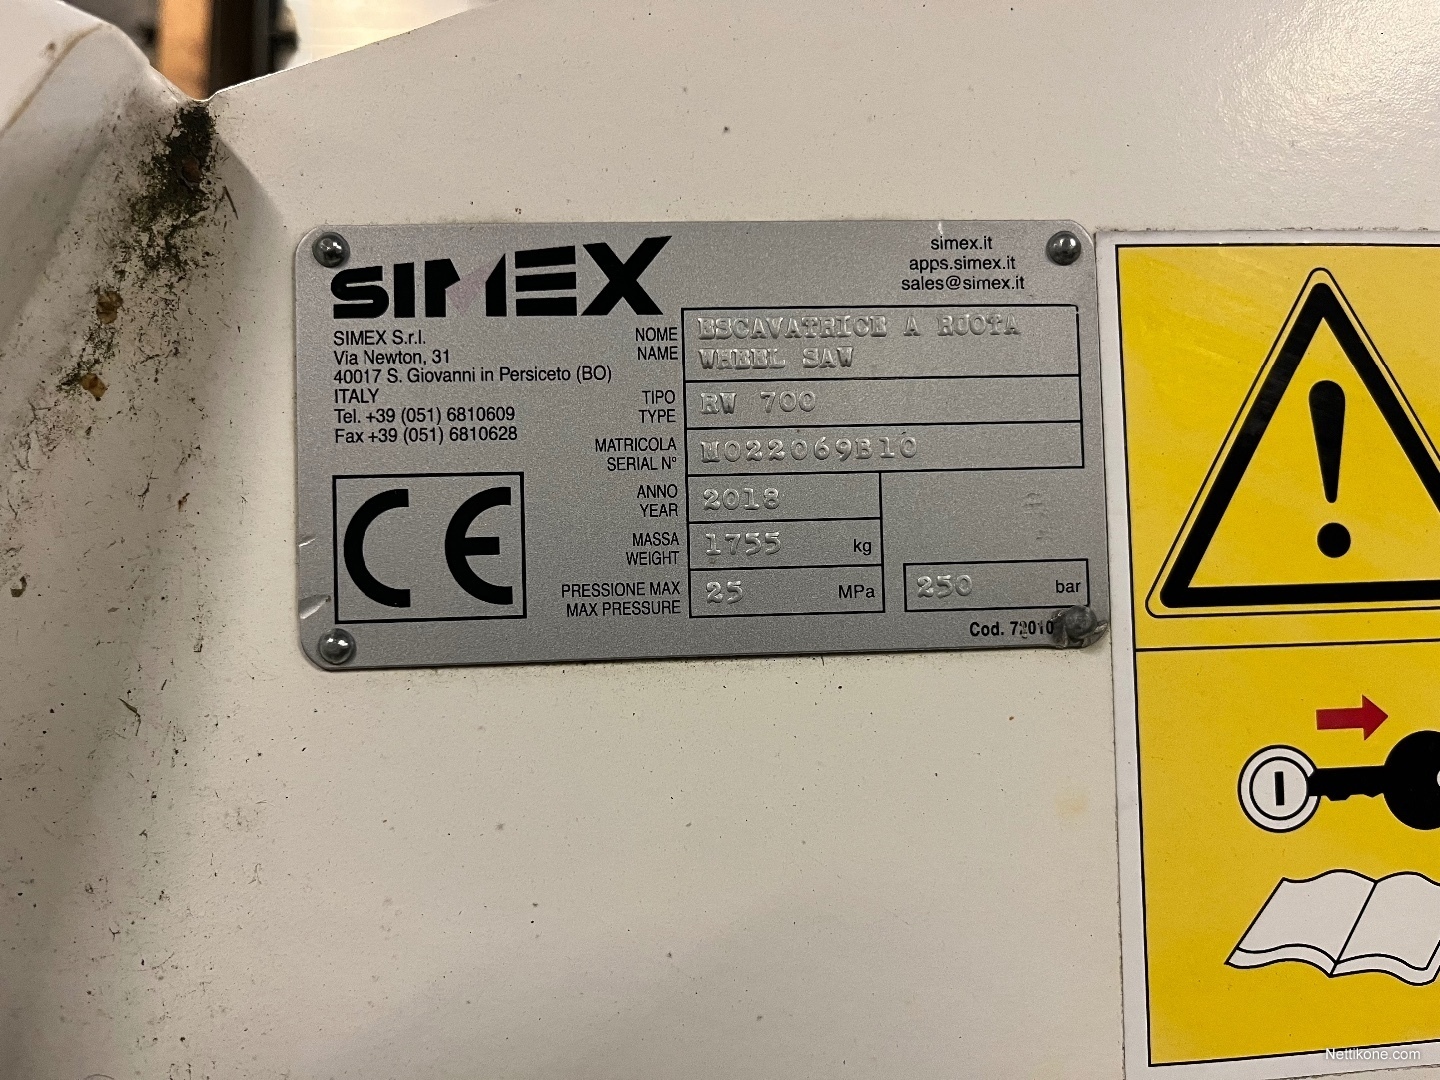 SIMEX
simex.it
apps.simex.it
sales@simex.it
SIMEX S.r.l.
Via Newton, 31
40017 S. Giovanni in Persiceto (BO)
ITALY
Tel. +39 (051) 6810609
Fax +39 (051) 6810628
CE
NOME ESCAVATRICE A RUOTA
NAME WHEEL SAW
TIPO
TYPE RW 700
MATRICOLA
SERIAL N° M022069B10
ANNO
YEAR 2018
MASSA
WEIGHT 1755 kg
PRESSIONE MAX
MAX PRESSURE 25 MPa 250 bar
Cod.
Nettikone.com